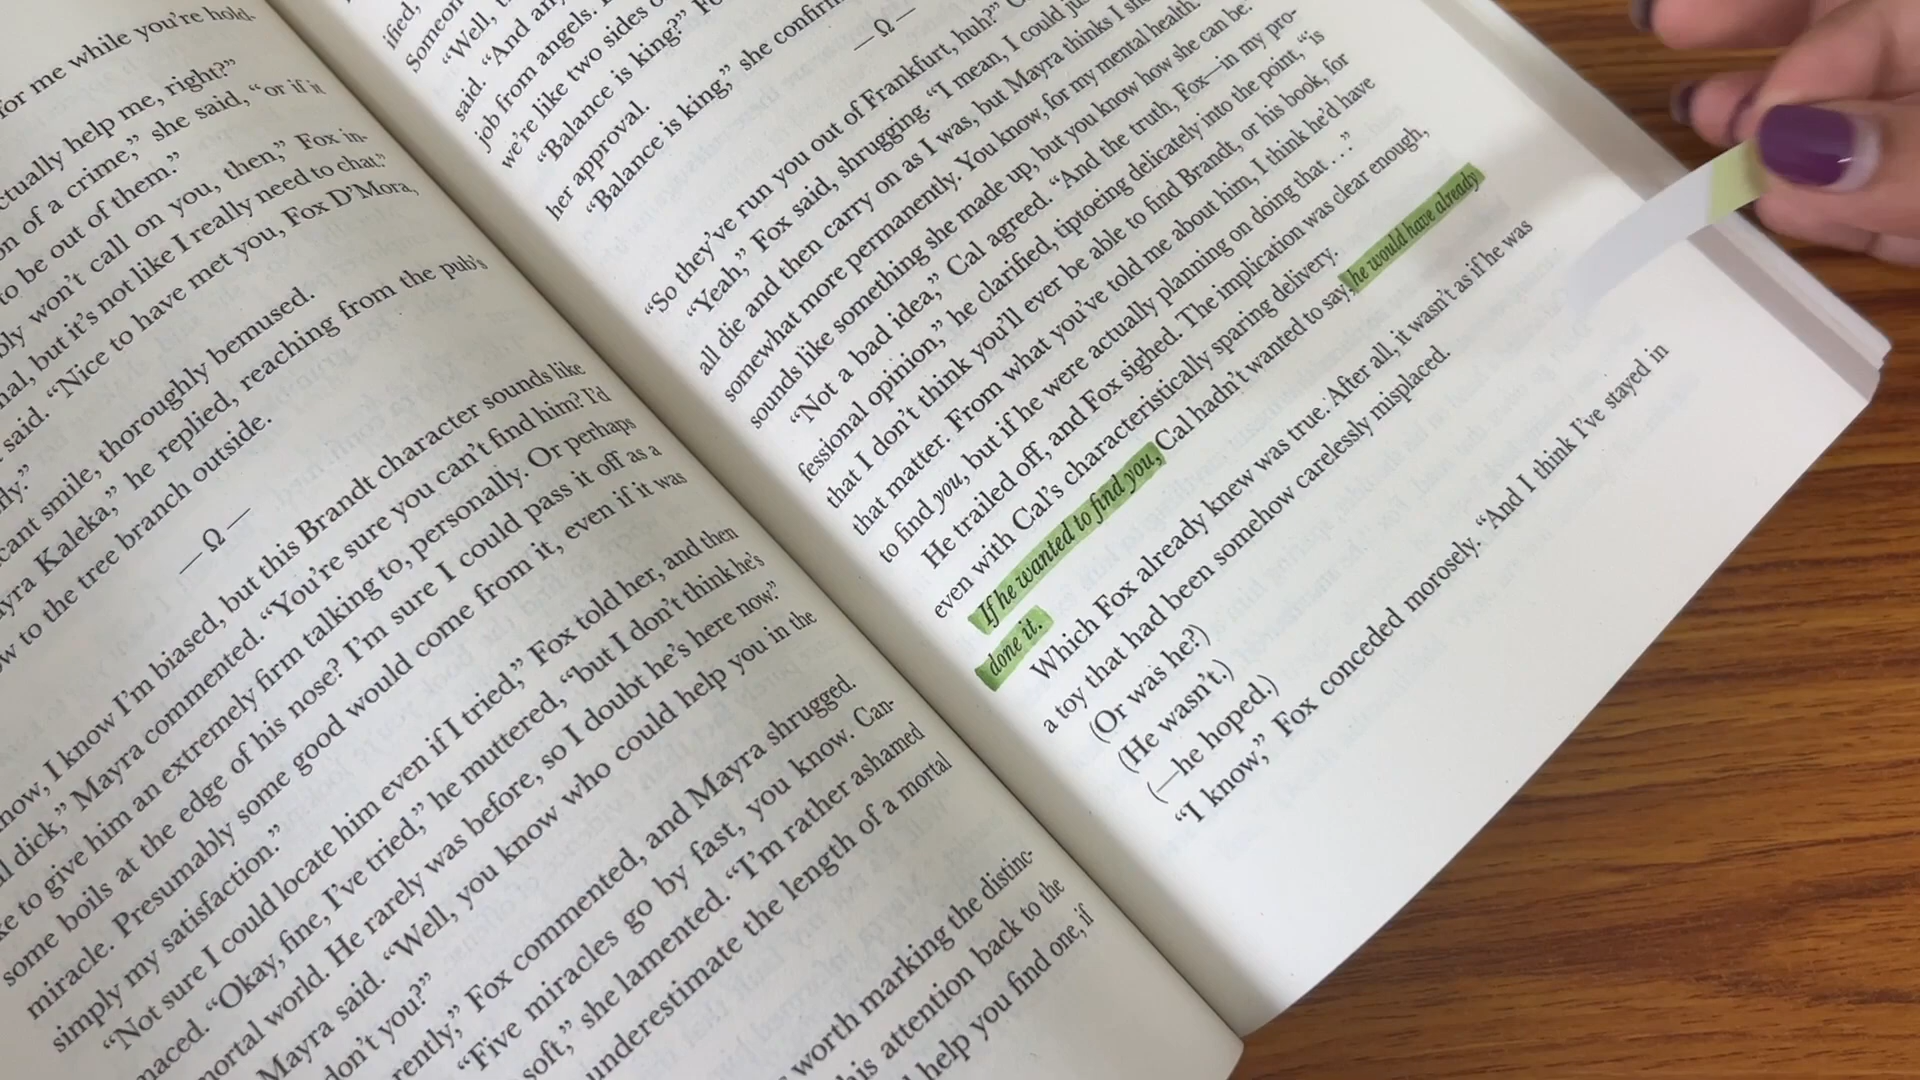 for me while you're hold-
actually help me, right?"
of a crime," she said, "or if it
to be out of them."
won't call on you, then," Fox in-
but it's not like I really need to chat."
said. "Nice to have met you, Fox D'Mora,
smile, thoroughly bemused.
Kaleka," he replied, reaching from the pub's
to the tree branch outside.
—Ω—
now, I know I'm biased, but this Brandt character sounds like
dick," Mayra commented. "You're sure you can't find him? I'd
to give him an extremely firm talking to, personally. Or perhaps
some boils at the edge of his nose? I'm sure I could pass it off as a
miracle. Presumably some good would come from it, even if it was
simply my satisfaction."
"Not sure I could locate him even if I tried," Fox told her, and then
"Okay, fine, I've tried," he muttered, "but I don't think he's
mortal world. He rarely was before, so I doubt he's here now."
Mayra said. "Well, you know who could help you in the
don't you?"
Fox commented, and Mayra shrugged.
"Five miracles go by fast, you know. Can-
soft," she lamented. "I'm rather ashamed
underestimate the length of a mortal
worth marking the distinc-
attention back to the
help you find one, if
"Well,
said. "And
job from angels.
we're like two sides
"Balance is king?"
her approval.
"Balance is king," she
—Ω—
"So they've run you out of Frankfurt, huh?"
"Yeah," Fox said, shrugging. "I mean, I could
all die and then carry on as I was, but Mayra thinks I
somewhat more permanently. You know, for my mental health.
sounds like something she made up, but you know how she can be."
"Not a bad idea," Cal agreed. "And the truth, Fox—in my pro-
fessional opinion," he clarified, tiptoeing delicately into the point, "is
that I don't think you'll ever be able to find Brandt, or his book, for
that matter. From what you've told me about him, I think he'd have
to find you, but if he were actually planning on doing that . . ."
He trailed off, and Fox sighed. The implication was clear enough,
even with Cal's characteristically sparing delivery.
If he wanted to find you, Cal hadn't wanted to say, he would have already
done it.
Which Fox already knew was true. After all, it wasn't as if he was
a toy that had been somehow carelessly misplaced.
(Or was he?)
(He wasn't.)
(—he hoped.)
"I know," Fox conceded morosely. "And I think I've stayed in